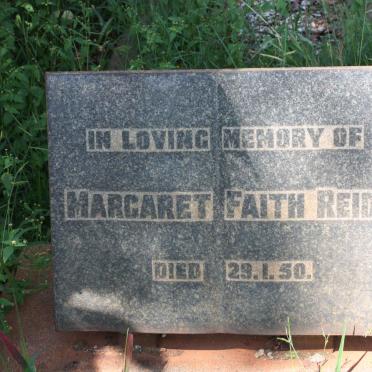 IN LOVING MEMORY OF
MARGARET FAITH REID
DIED 29.1.50.